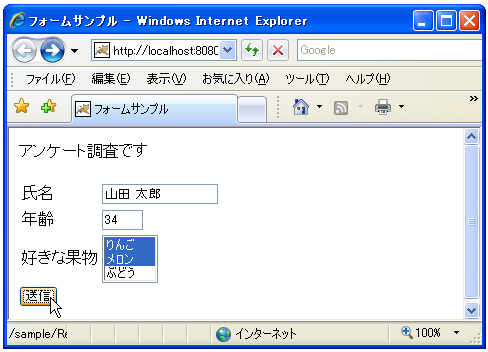 フォームサンプル - Windows Internet Explorer
http://localhost:8080
Google
ファイル(F) 編集(E) 表示(V) お気に入り(A) ツール(T) ヘルプ(H)
フォームサンプル
»
アンケート調査です
氏名 山田 太郎
年齢 34
好きな果物 りんご
メロン
ぶどう
送信
/sample/Re インターネット 100%